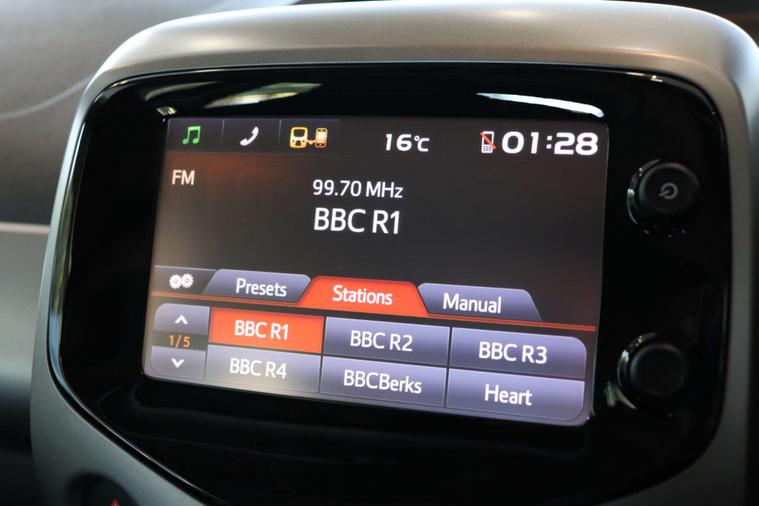 16°C
01:28
FM
99.70 MHz
BBC R1
Presets
Stations
Manual
1/5
BBC R1
BBC R2
BBC R3
BBC R4
BBCBerks
Heart